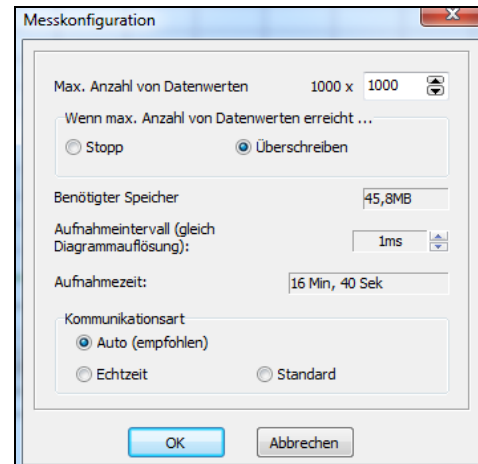 Messkonfiguration
Max. Anzahl von Datenwerten 1000 x 1000
Wenn max. Anzahl von Datenwerten erreicht ...
Stopp Überschreiben
Benötigter Speicher 45,8MB
Aufnahmeintervall (gleich
Diagrammauflösung): 1ms
Aufnahmezeit: 16 Min, 40 Sek
Kommunikationsart
Auto (empfohlen)
Echtzeit Standard
OK Abbrechen